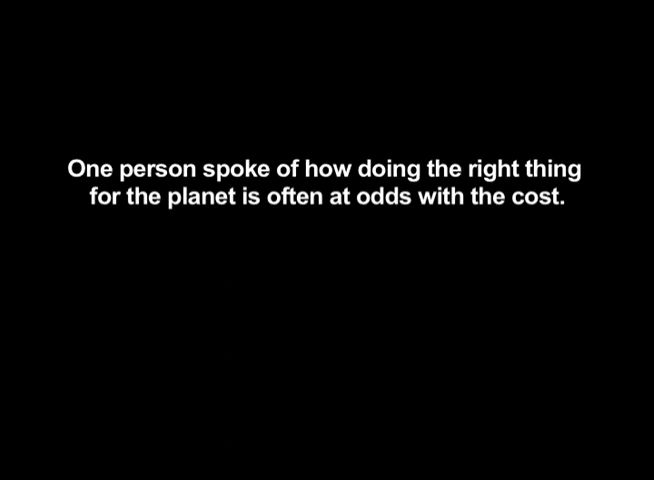 One person spoke of how doing the right thing
for the planet is often at odds with the cost.